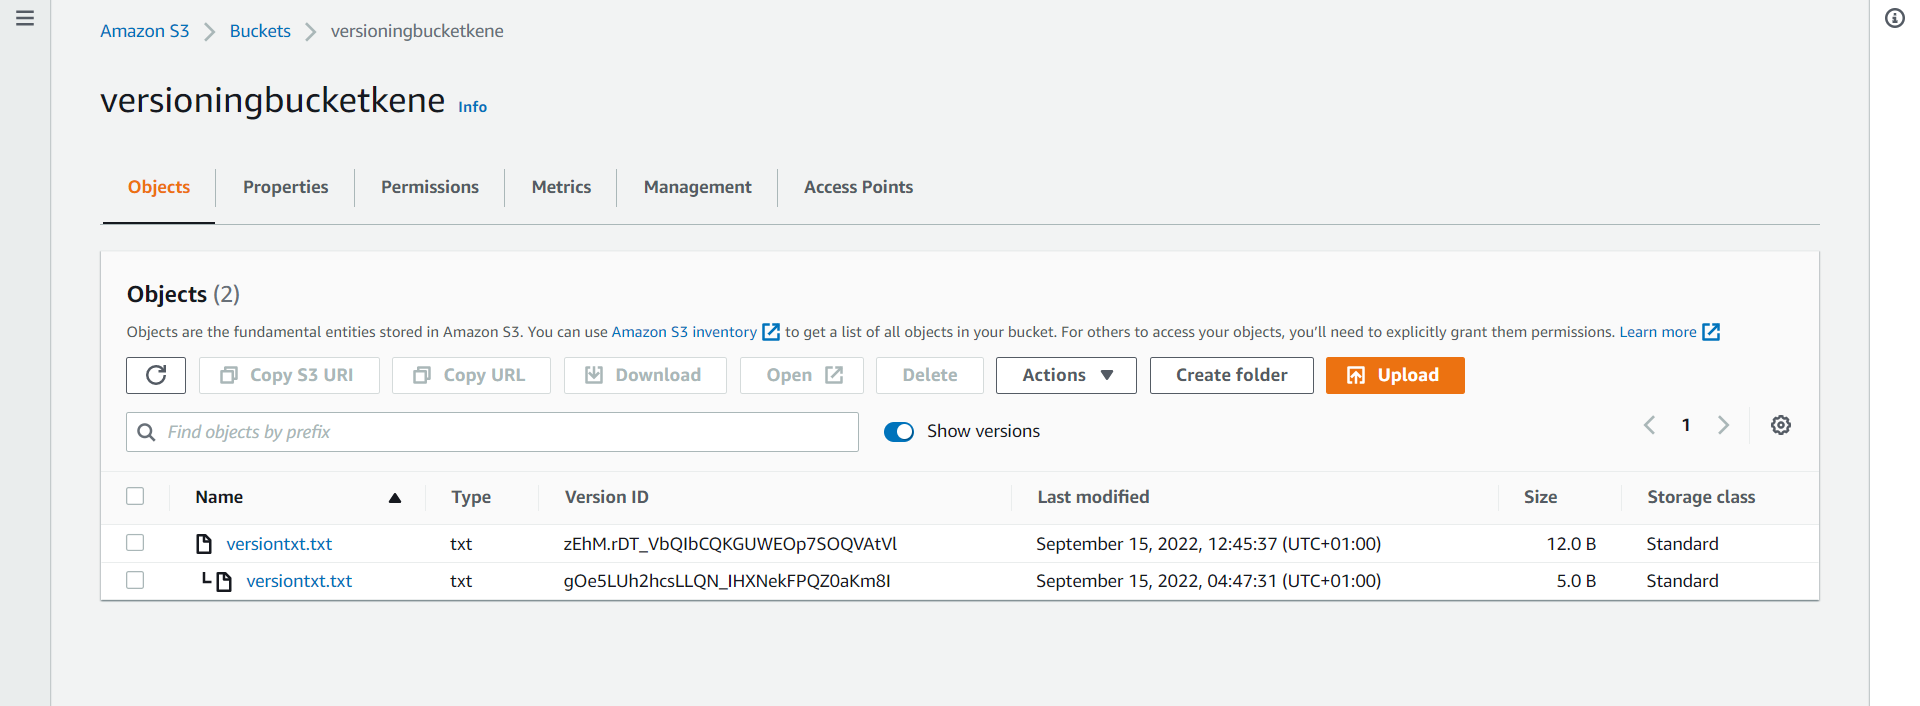 Amazon S3 > Buckets > versioningbucketkene
versioningbucketkene Info
Objects Properties Permissions Metrics Management Access Points
Objects (2)
Objects are the fundamental entities stored in Amazon S3. You can use Amazon S3 inventory to get a list of all objects in your bucket. For others to access your objects, you'll need to explicitly grant them permissions. Learn more
Copy S3 URI Copy URL Download Open Delete Actions Create folder Upload
Find objects by prefix Show versions 1
Name Type Version ID Last modified Size Storage class
versiontxt.txt txt zEhM.rDT_VbQIbCQKGUWEOp7SOQVAtVl September 15, 2022, 12:45:37 (UTC+01:00) 12.0 B Standard
versiontxt.txt txt gOe5LUh2hcsLLQN_IHXNekFPQZ0aKm8I September 15, 2022, 04:47:31 (UTC+01:00) 5.0 B Standard